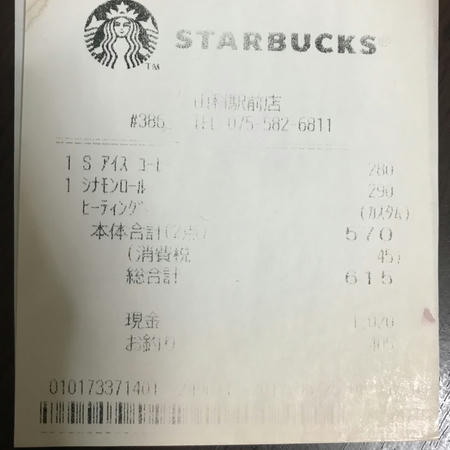 TM
STARBUCKS®
山科駅前店
#386 TEL 075-582-6811
1 S アイス コーヒ 280
1 シナモンロール 290
ヒーティング (カスタム)
本体合計(2点) 570
(消費税 45)
総合計 615
現金 1,020
お釣り 405
010173371401